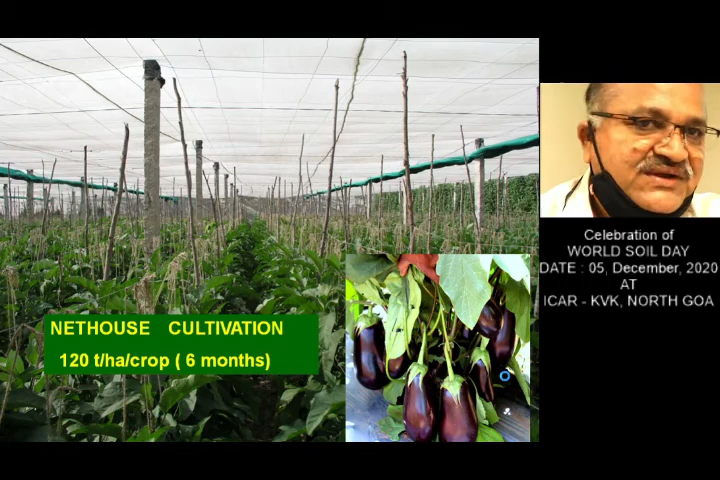 NETHOUSE CULTIVATION
120 t/ha/crop ( 6 months)
Celebration of
WORLD SOIL DAY
DATE : 05, December, 2020
AT
ICAR - KVK, NORTH GOA